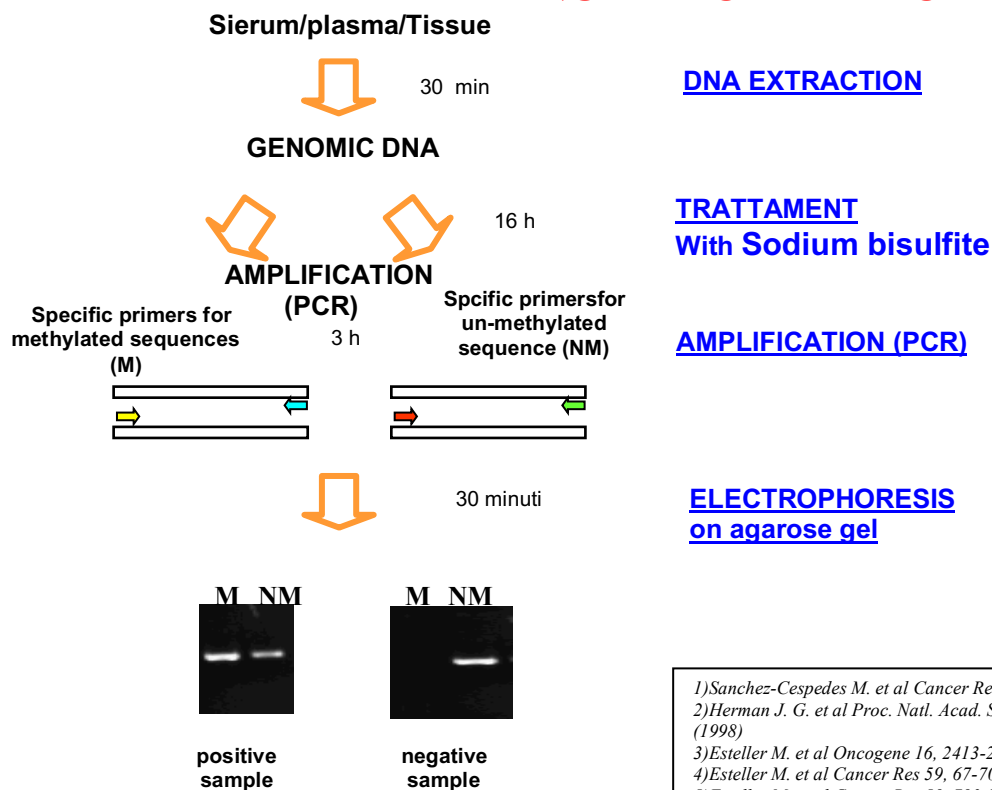 Sierum/plasma/Tissue
30 min
DNA EXTRACTION
GENOMIC DNA
16 h
TRATTAMENT
With Sodium bisulfite
AMPLIFICATION
(PCR)
3 h
Specific primers for
methylated sequences
(M)
Spcific primersfor
un-methylated
sequence (NM)
AMPLIFICATION (PCR)
30 minuti
ELECTROPHORESIS
on agarose gel
M NM
M NM
positive
sample
negative
sample
1)Sanchez-Cespedes M. et al Cancer Re
2)Herman J. G. et al Proc. Natl. Acad. S
(1998)
3)Esteller M. et al Oncogene 16, 2413-2
4)Esteller M. et al Cancer Res 59, 67-70